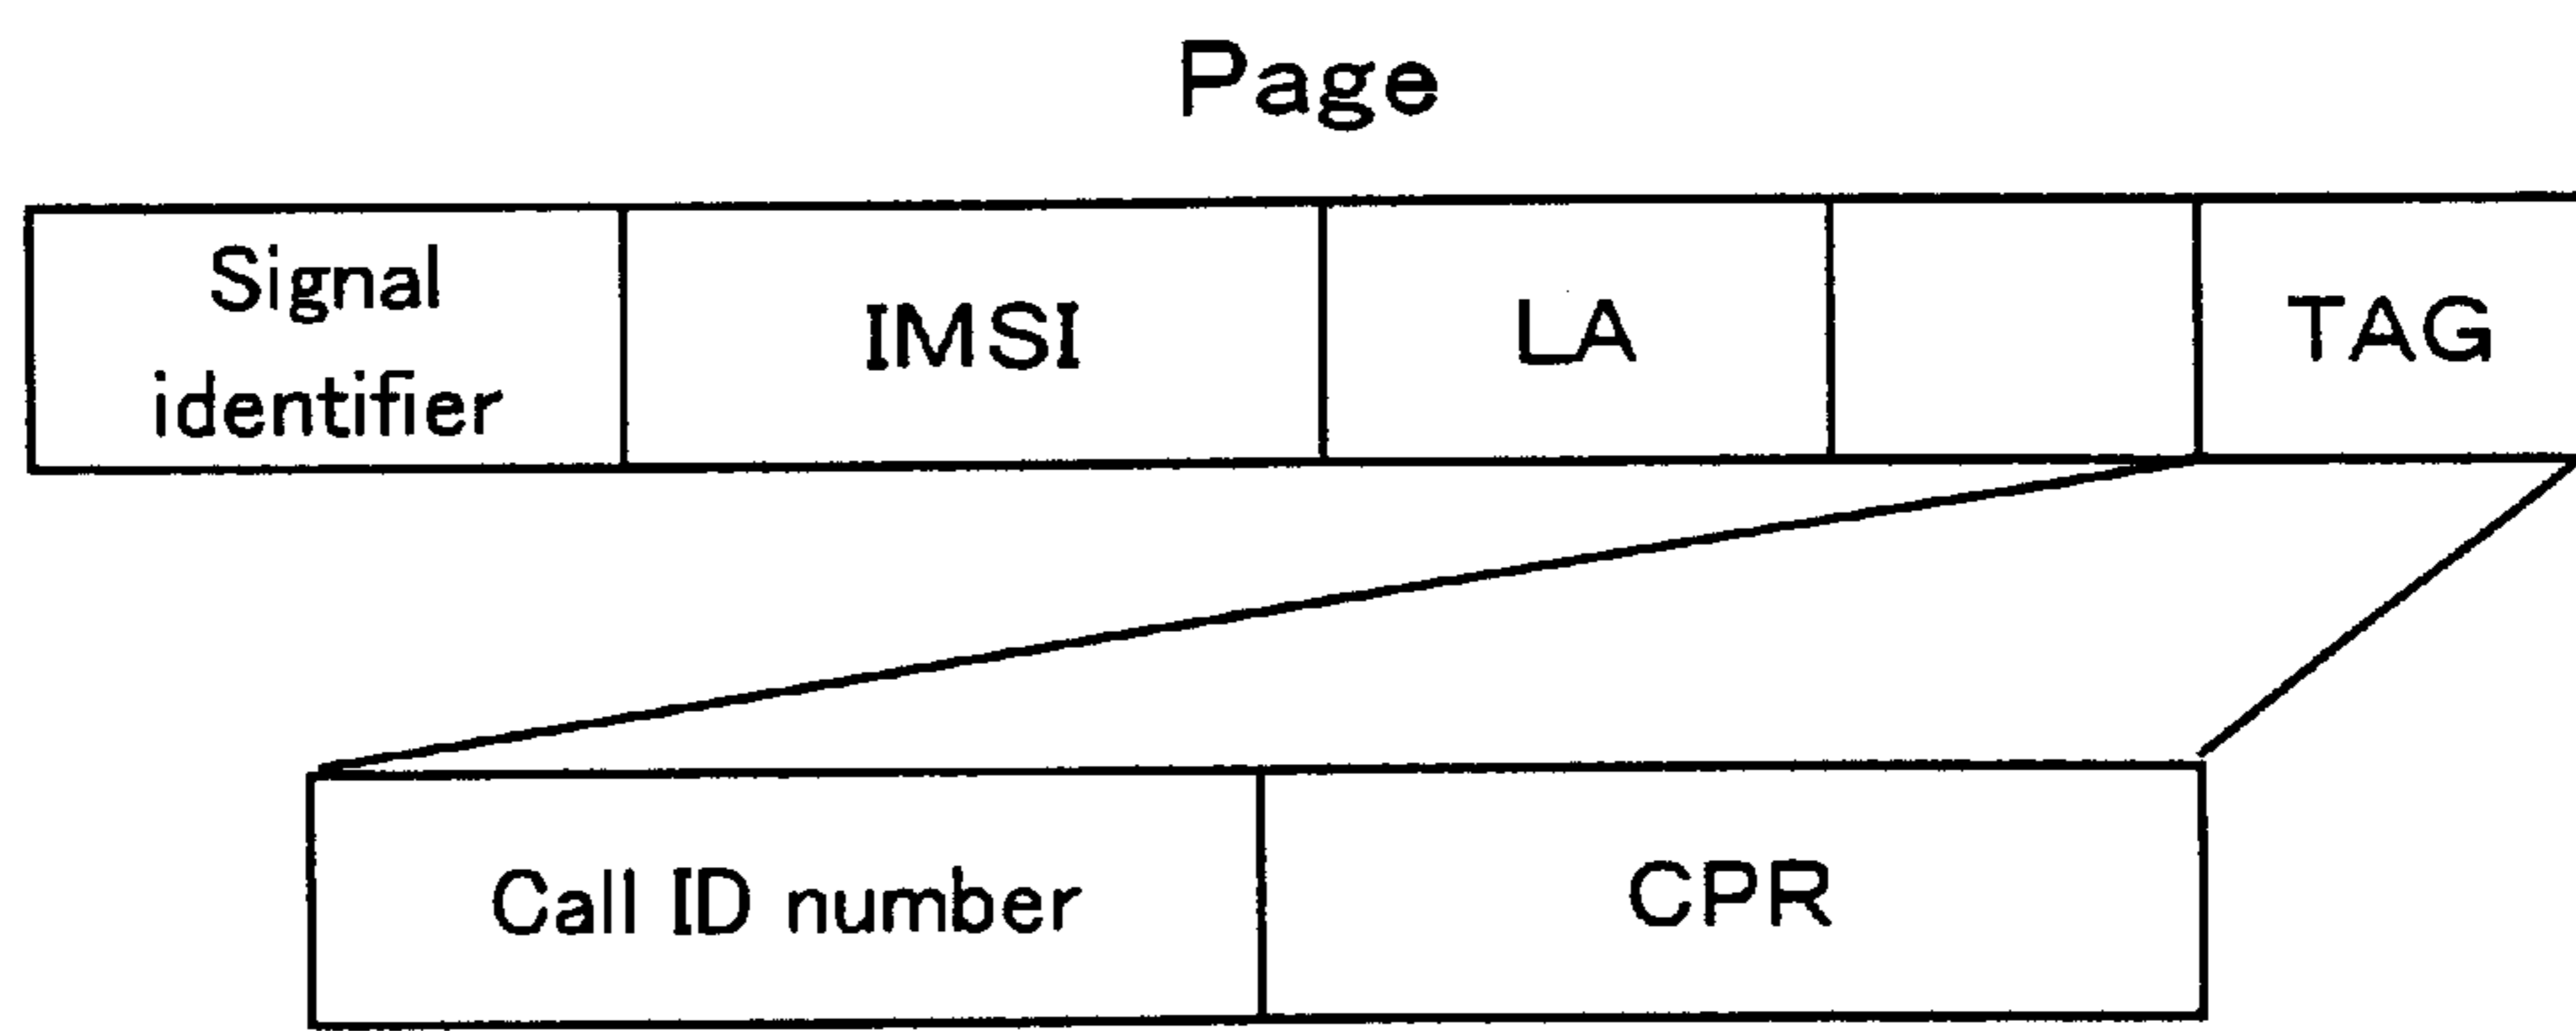 Page
Signal
identifier
IMSI
LA
TAG
Call ID number
CPR